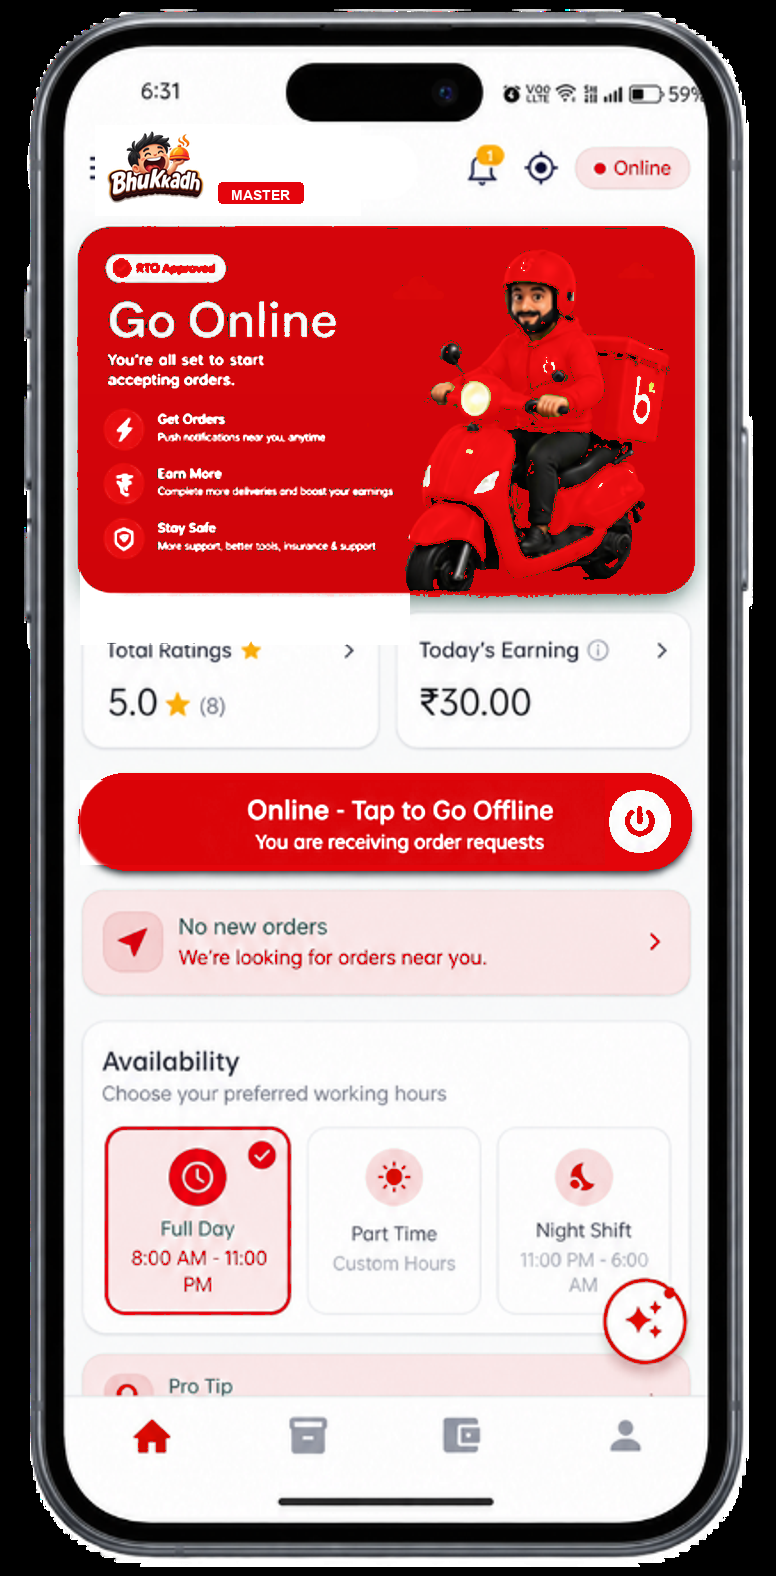 6:31
VoO
LTE
59%
BhuKKadh
MASTER
1
Online
RTO Approved
Go Online
You're all set to start
accepting orders.
Get Orders
Push notifications near you, anytime
Earn More
Complete more deliveries and boost your earnings
Stay Safe
More support, better tools, insurance & support
b
Total Ratings
5.0 (8)
Today's Earning
₹30.00
Online - Tap to Go Offline
You are receiving order requests
No new orders
We're looking for orders near you.
Availability
Choose your preferred working hours
Full Day
8:00 AM - 11:00
PM
Part Time
Custom Hours
Night Shift
11:00 PM - 6:00
AM
Pro Tip